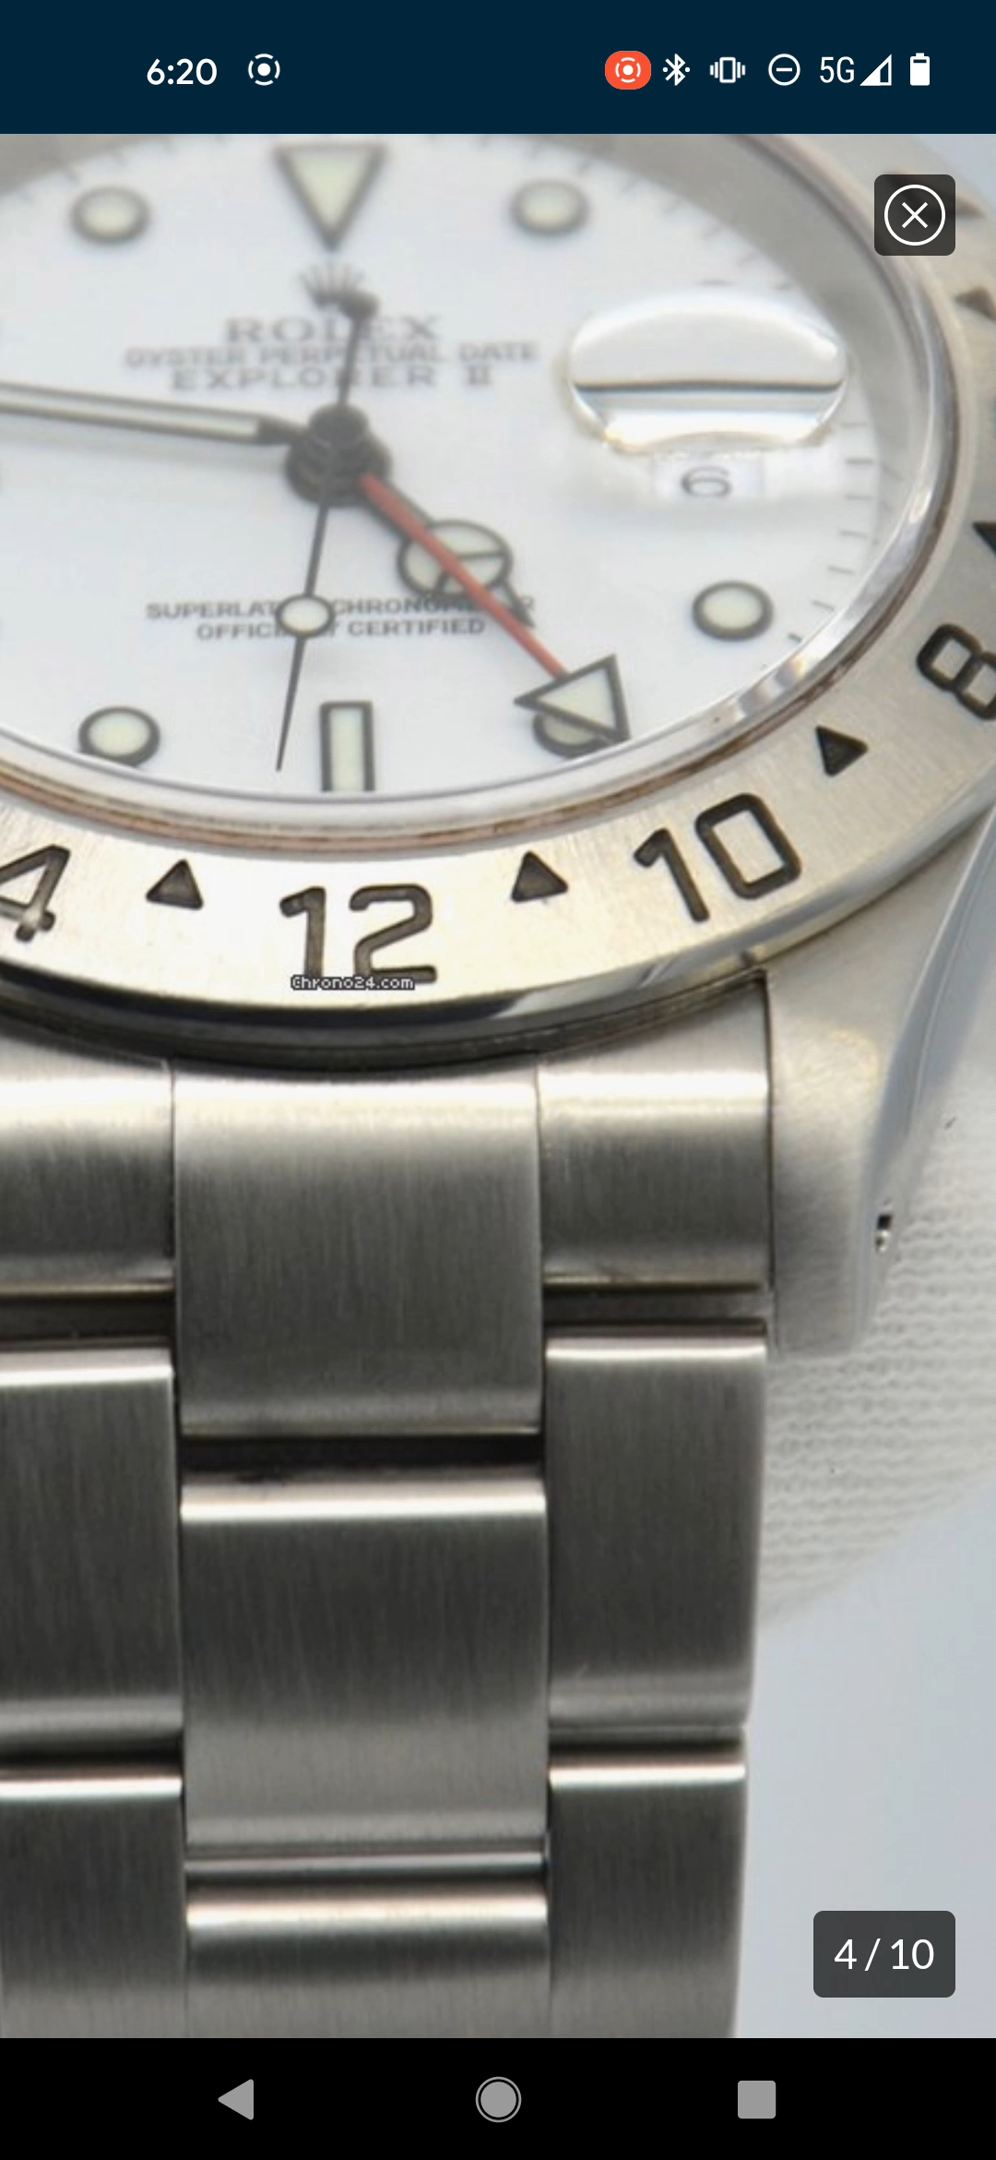 6:20
5G
ROLEX
OYSTER PERPETUAL DATE
EXPLORER II
6
SUPERLATIVE CHRONOMETER
OFFICIALLY CERTIFIED
8
10
12
4
Chrono24.com
4 / 10